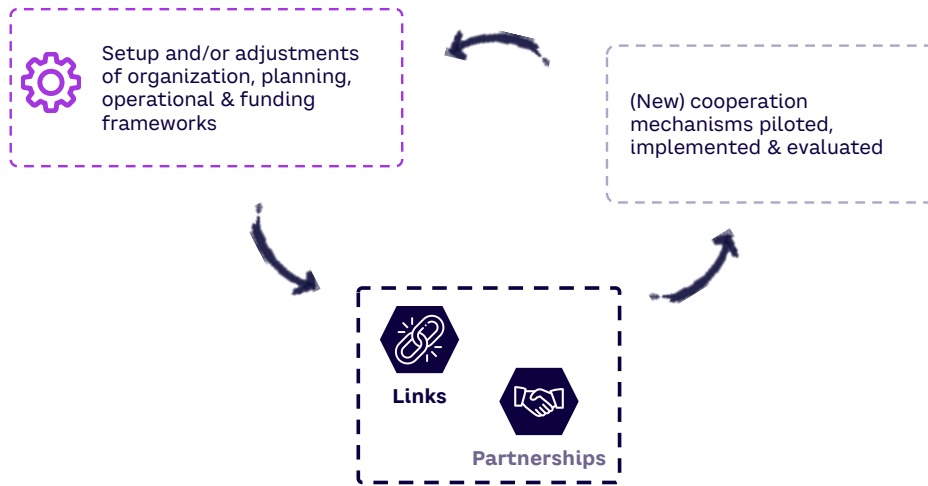 Setup and/or adjustments
of organization, planning,
operational & funding
frameworks
(New) cooperation
mechanisms piloted,
implemented & evaluated
Links
Partnerships